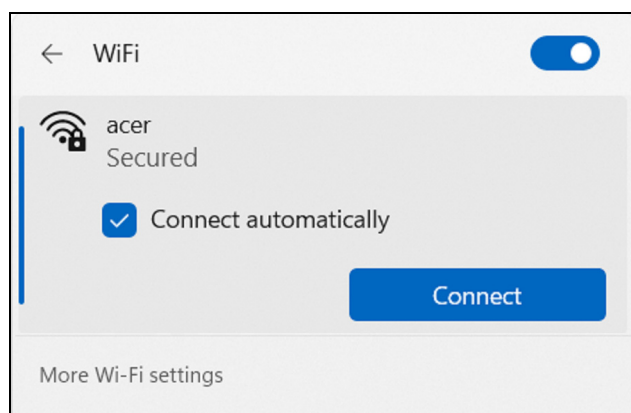 WiFi
acer
Secured
Connect automatically
Connect
More Wi-Fi settings